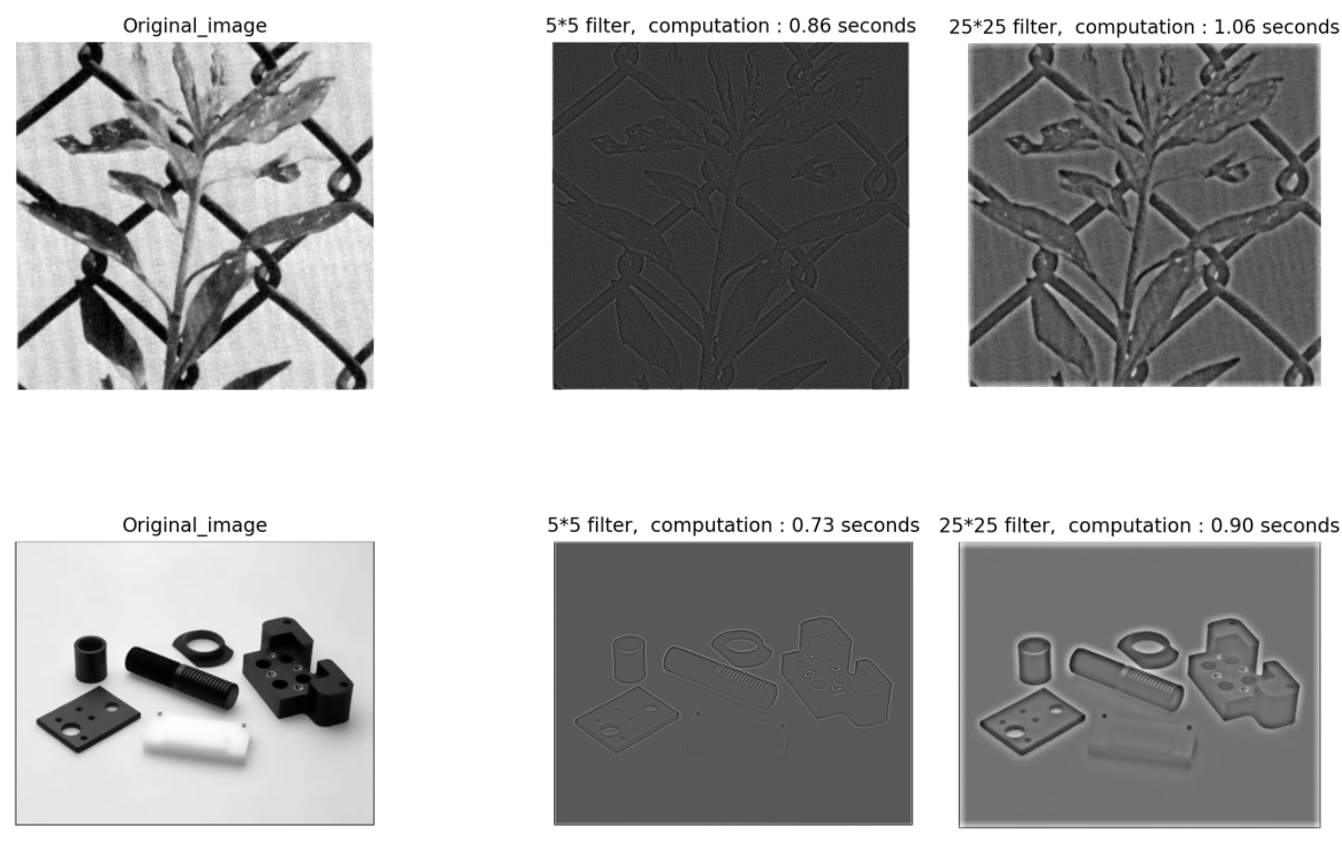 Original_image
5*5 filter,  computation : 0.86 seconds
25*25 filter,  computation : 1.06 seconds
Original_image
5*5 filter,  computation : 0.73 seconds
25*25 filter,  computation : 0.90 seconds